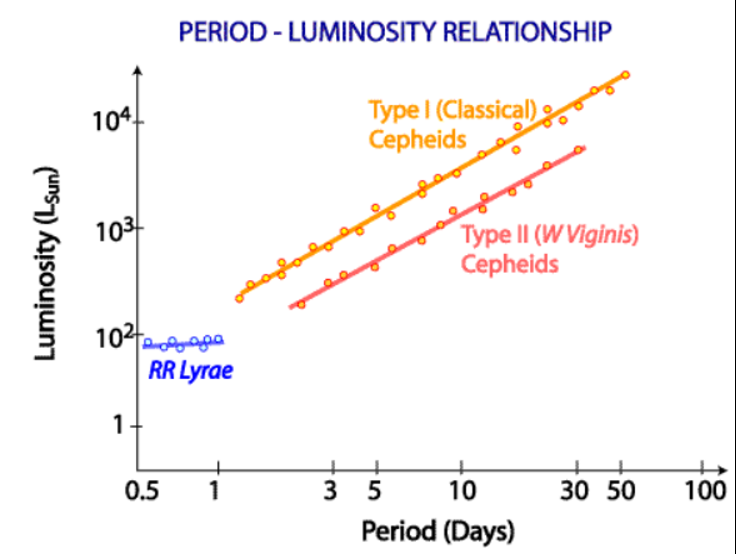 PERIOD - LUMINOSITY RELATIONSHIP
Type I (Classical)
Cepheids
10⁴
Luminosity (Lsun)
10³
Type II (W Viginis)
Cepheids
10²
RR Lyrae
1
0.5 1 3 5 10 30 50 100
Period (Days)